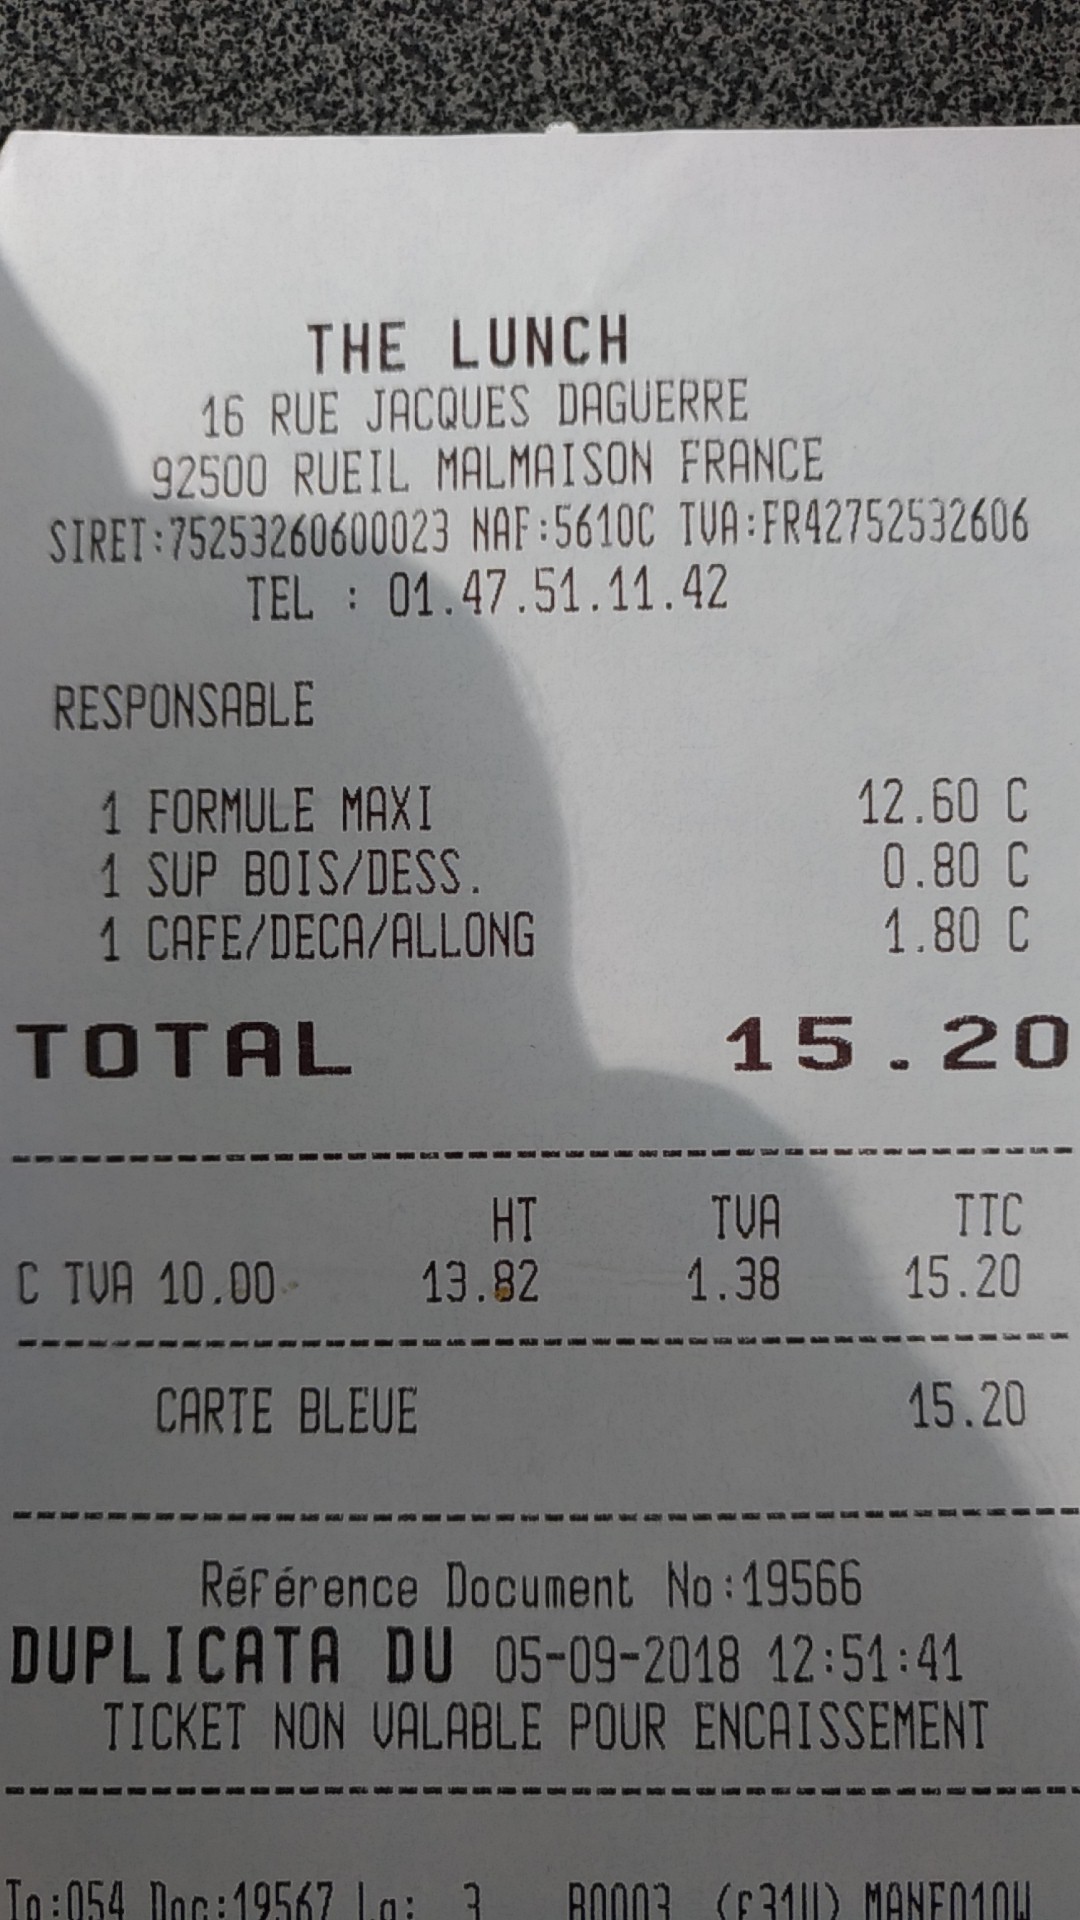 THE LUNCH
16 RUE JACQUES DAGUERRE
92500 RUEIL MALMAISON FRANCE
SIRET:75253260600023 NAF:5610C TVA:FR42752532606
TEL : 01.47.51.11.42
RESPONSABLE
1 FORMULE MAXI 12.60 C
1 SUP BOIS/DESS. 0.80 C
1 CAFE/DECA/ALLONG 1.80 C
TOTAL 15.20
HT TVA TTC
C TVA 10.00 13.82 1.38 15.20
CARTE BLEUE 15.20
Référence Document No:19566
DUPLICATA DU 05-09-2018 12:51:41
TICKET NON VALABLE POUR ENCAISSEMENT
Doc:19567 3